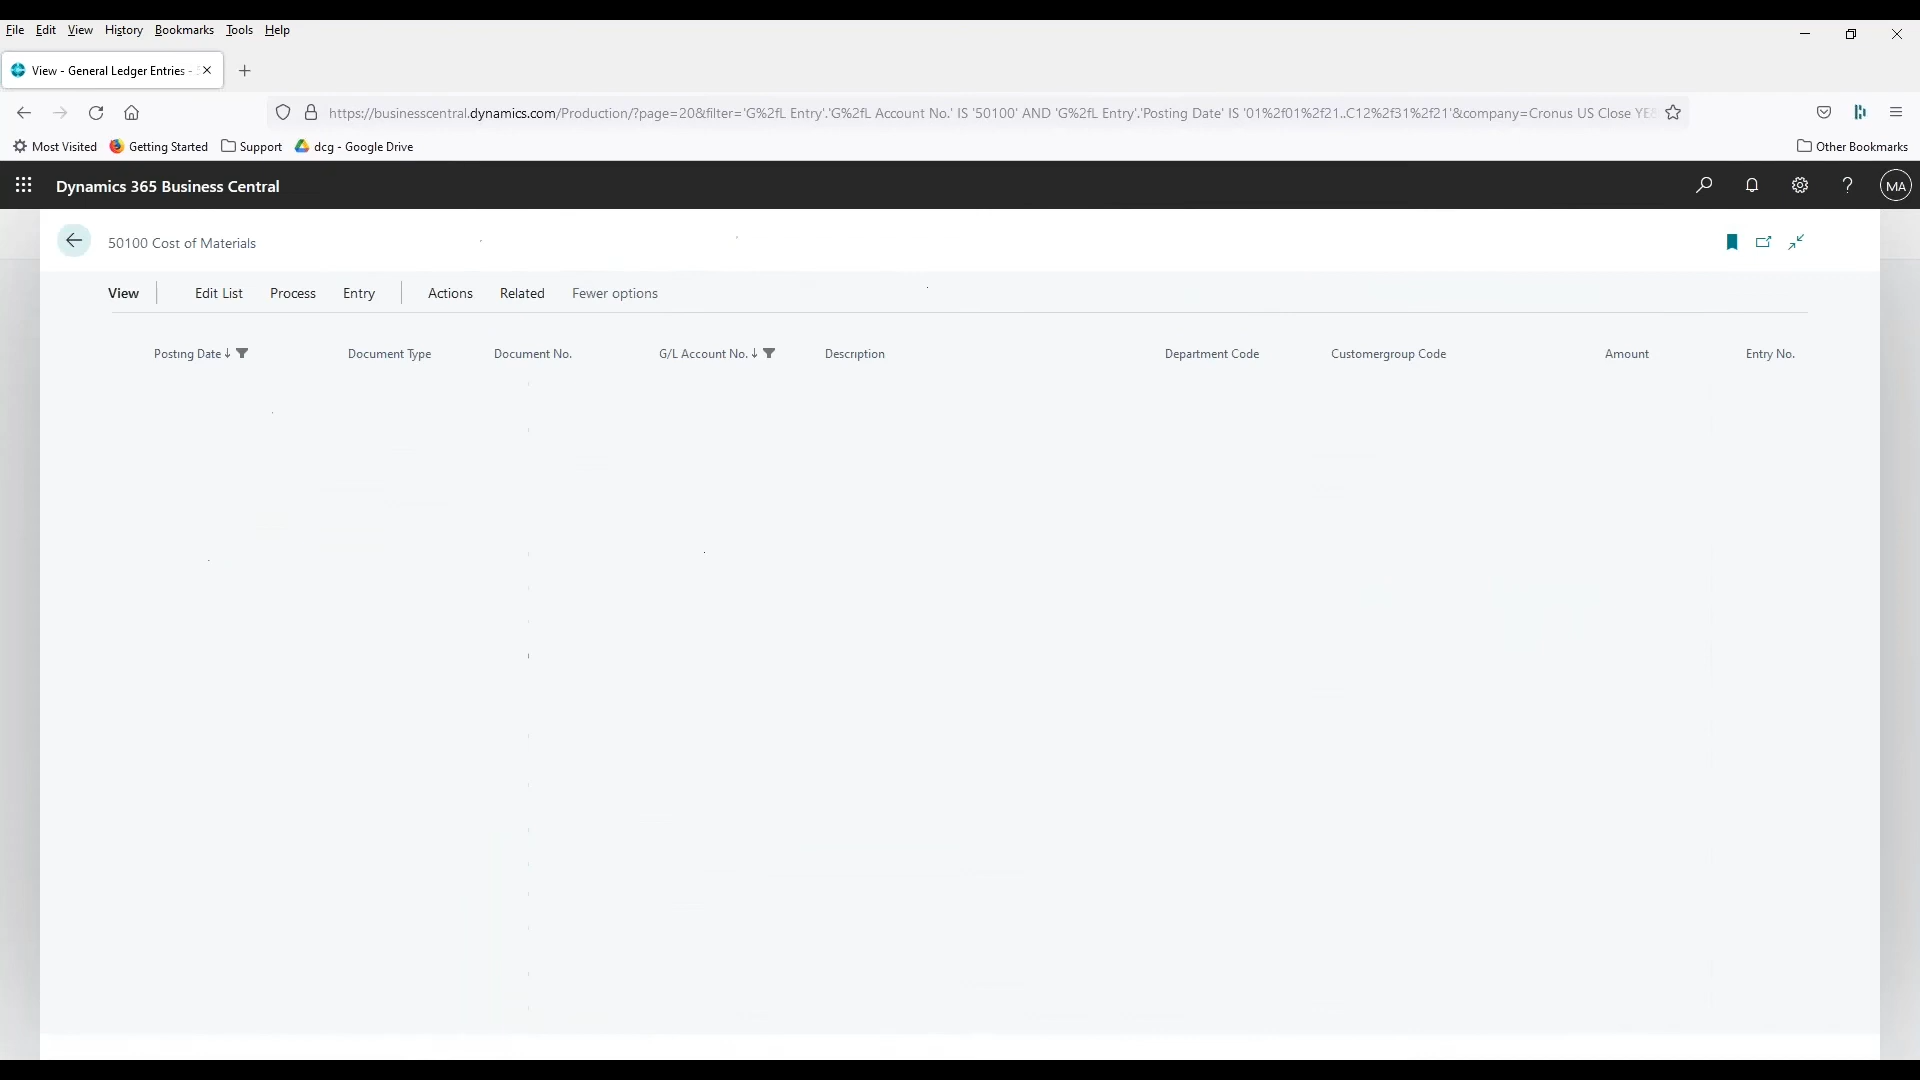 File Edit View History Bookmarks Tools Help
View - General Ledger Entries -
https://businesscentral.dynamics.com/Production/?page=20&filter='G%2fL Entry'.'G%2fL Account No.' IS '50100' AND 'G%2fL Entry'.'Posting Date' IS '01%2f01%2f21..C12%2f31%2f21'&company=Cronus US Close YE
Most Visited Getting Started Support dcg - Google Drive Other Bookmarks
Dynamics 365 Business Central ? MA
50100 Cost of Materials
View Edit List Process Entry Actions Related Fewer options
Posting Date ↓ Document Type Document No. G/L Account No. ↓ Description Department Code Customergroup Code Amount Entry No.